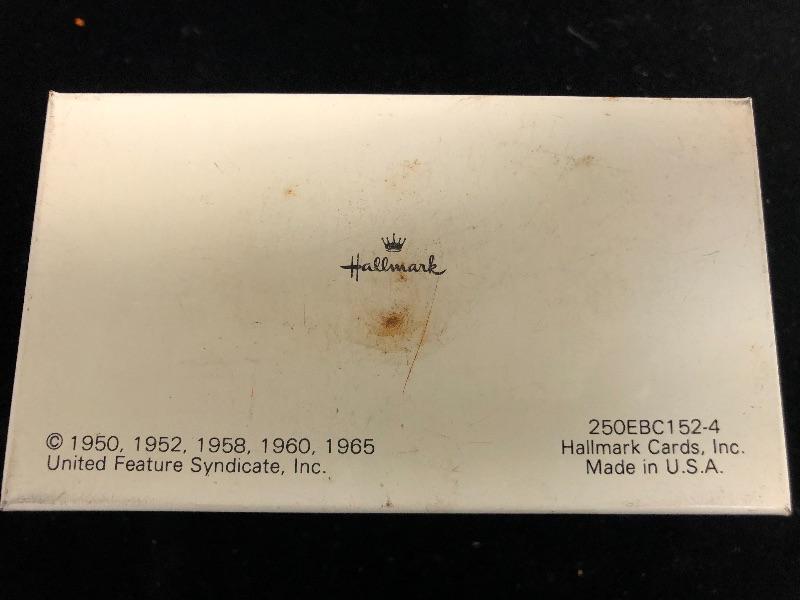 Hallmark
© 1950, 1952, 1958, 1960, 1965
United Feature Syndicate, Inc.
250EBC152-4
Hallmark Cards, Inc.
Made in U.S.A.